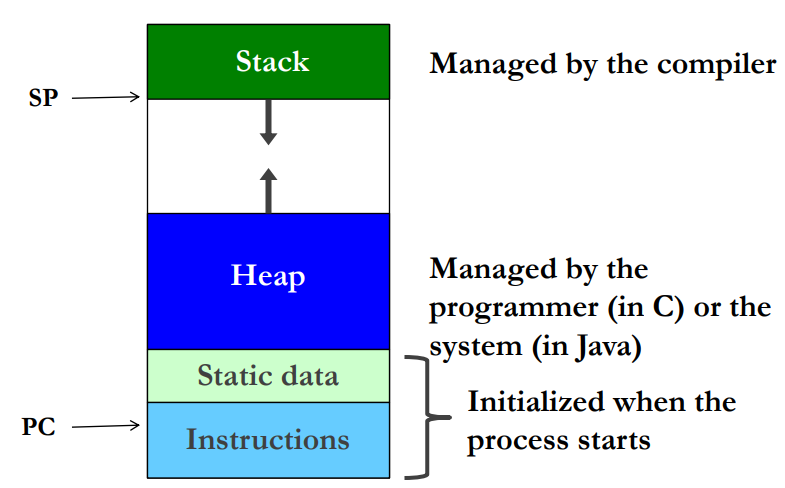 Stack
Managed by the compiler
SP
Heap
Managed by the
programmer (in C) or the
system (in Java)
Static data
Initialized when the
process starts
PC
Instructions